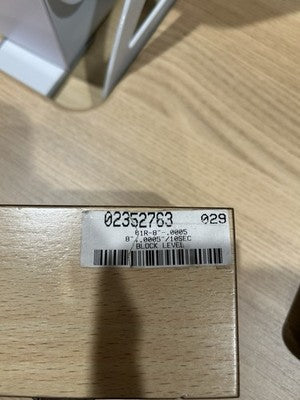 02352763 029
61R-8"-.0005
8",.0005"/10SEC
BLOCK LEVEL